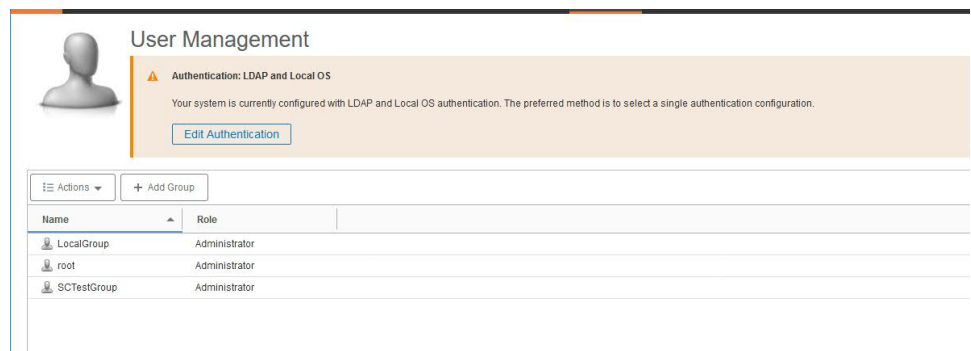 User Management
Authentication: LDAP and Local OS
Your system is currently configured with LDAP and Local OS authentication. The preferred method is to select a single authentication configuration.
Edit Authentication
Actions + Add Group
Name Role
LocalGroup Administrator
root Administrator
SCTestGroup Administrator